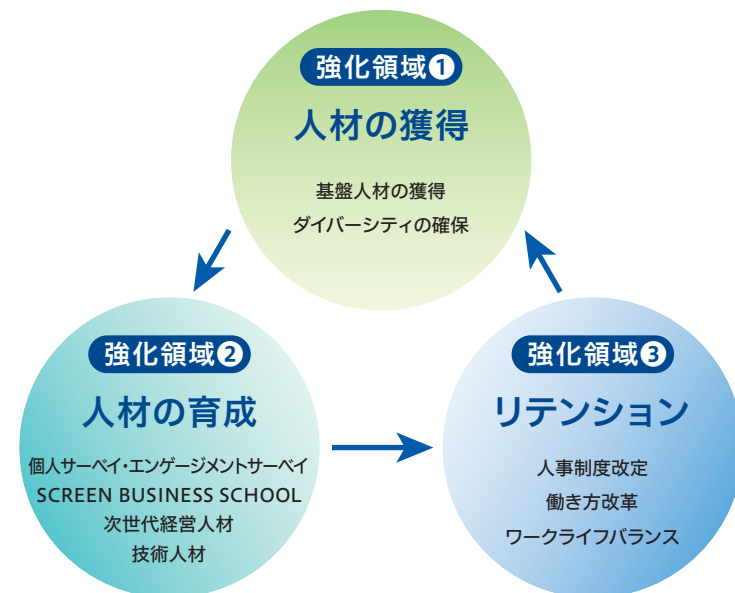 強化領域❶
人材の獲得
基盤人材の獲得
ダイバーシティの確保
強化領域❷
人材の育成
個人サーベイ・エンゲージメントサーベイ
SCREEN BUSINESS SCHOOL
次世代経営人材
技術人材
強化領域❸
リテンション
人事制度改定
働き方改革
ワークライフバランス